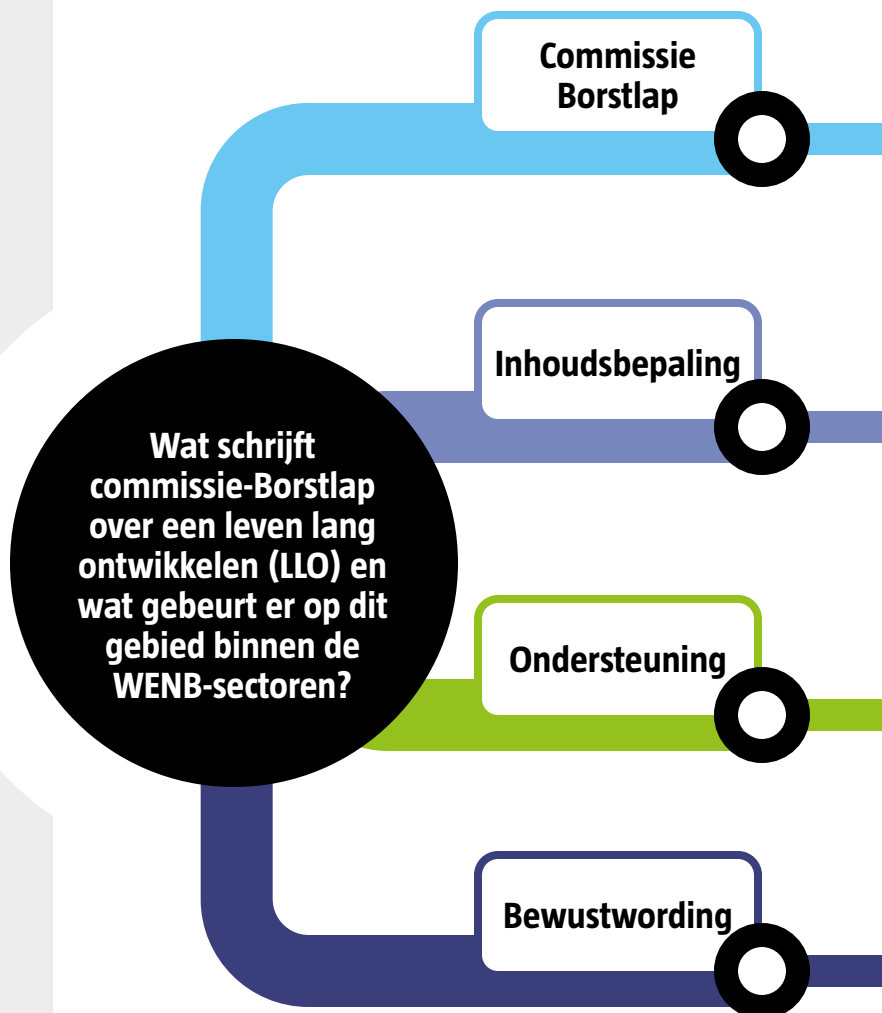 Commissie
Borstlap
Inhoudsbepaling
Wat schrijft
commissie-Borstlap
over een leven lang
ontwikkelen (LLO) en
wat gebeurt er op dit
gebied binnen de
WENB-sectoren?
Ondersteuning
Bewustwording